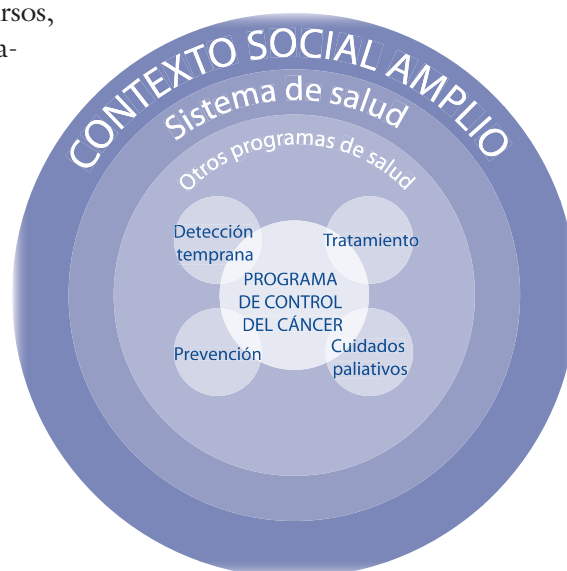 CONTEXTO SOCIAL AMPLIO
Sistema de salud
Otros programas de salud
Detección
temprana
Tratamiento
PROGRAMA
DE CONTROL
DEL CÁNCER
Prevención
Cuidados
paliativos